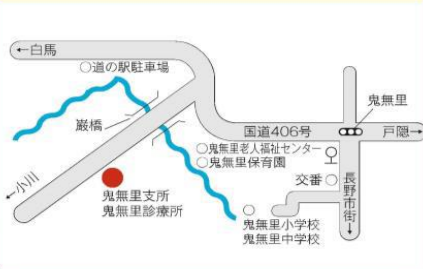 ←白馬
○道の駅駐車場
鬼無里
巌橋
国道406号
戸隠→
○鬼無里老人福祉センター
○鬼無里保育園
←小川
交番○
長野市街→
鬼無里支所
鬼無里診療所
鬼無里小学校
鬼無里中学校